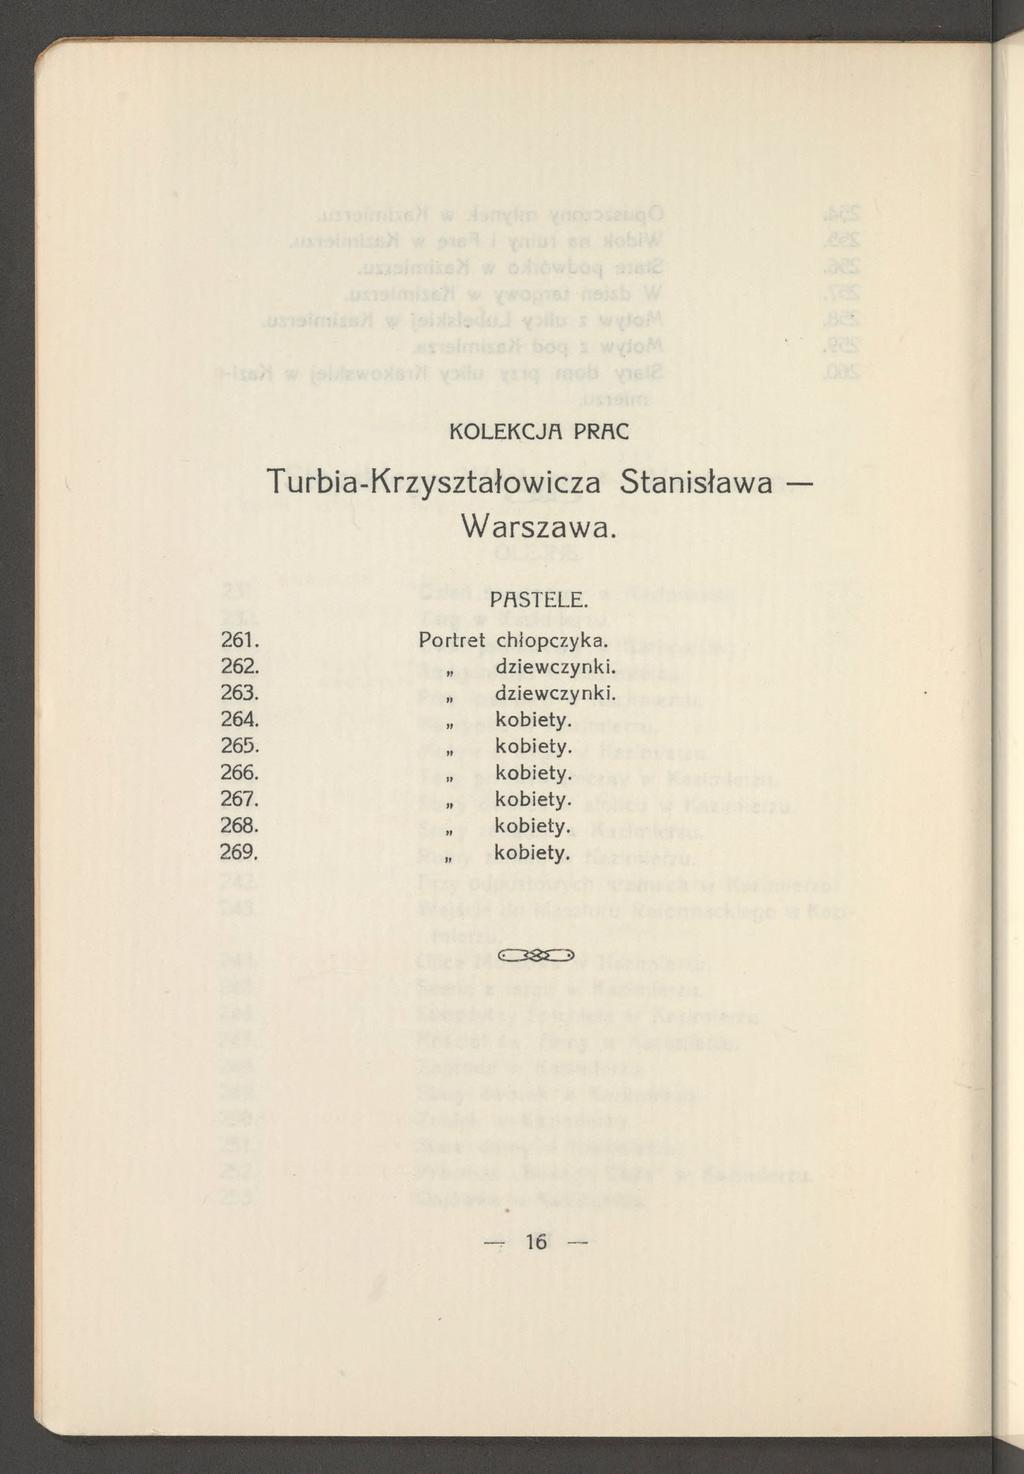 KOLEKCJA PRAC
Turbia-Krzyształowicza Stanisława —
Warszawa.
PASTELE.
261. Portret chłopczyka.
262. „ dziewczynki.
263. „ dziewczynki.
264. „ kobiety.
265. „ kobiety.
266. „ kobiety.
267. „ kobiety.
268. „ kobiety.
269. „ kobiety.
— 16 —